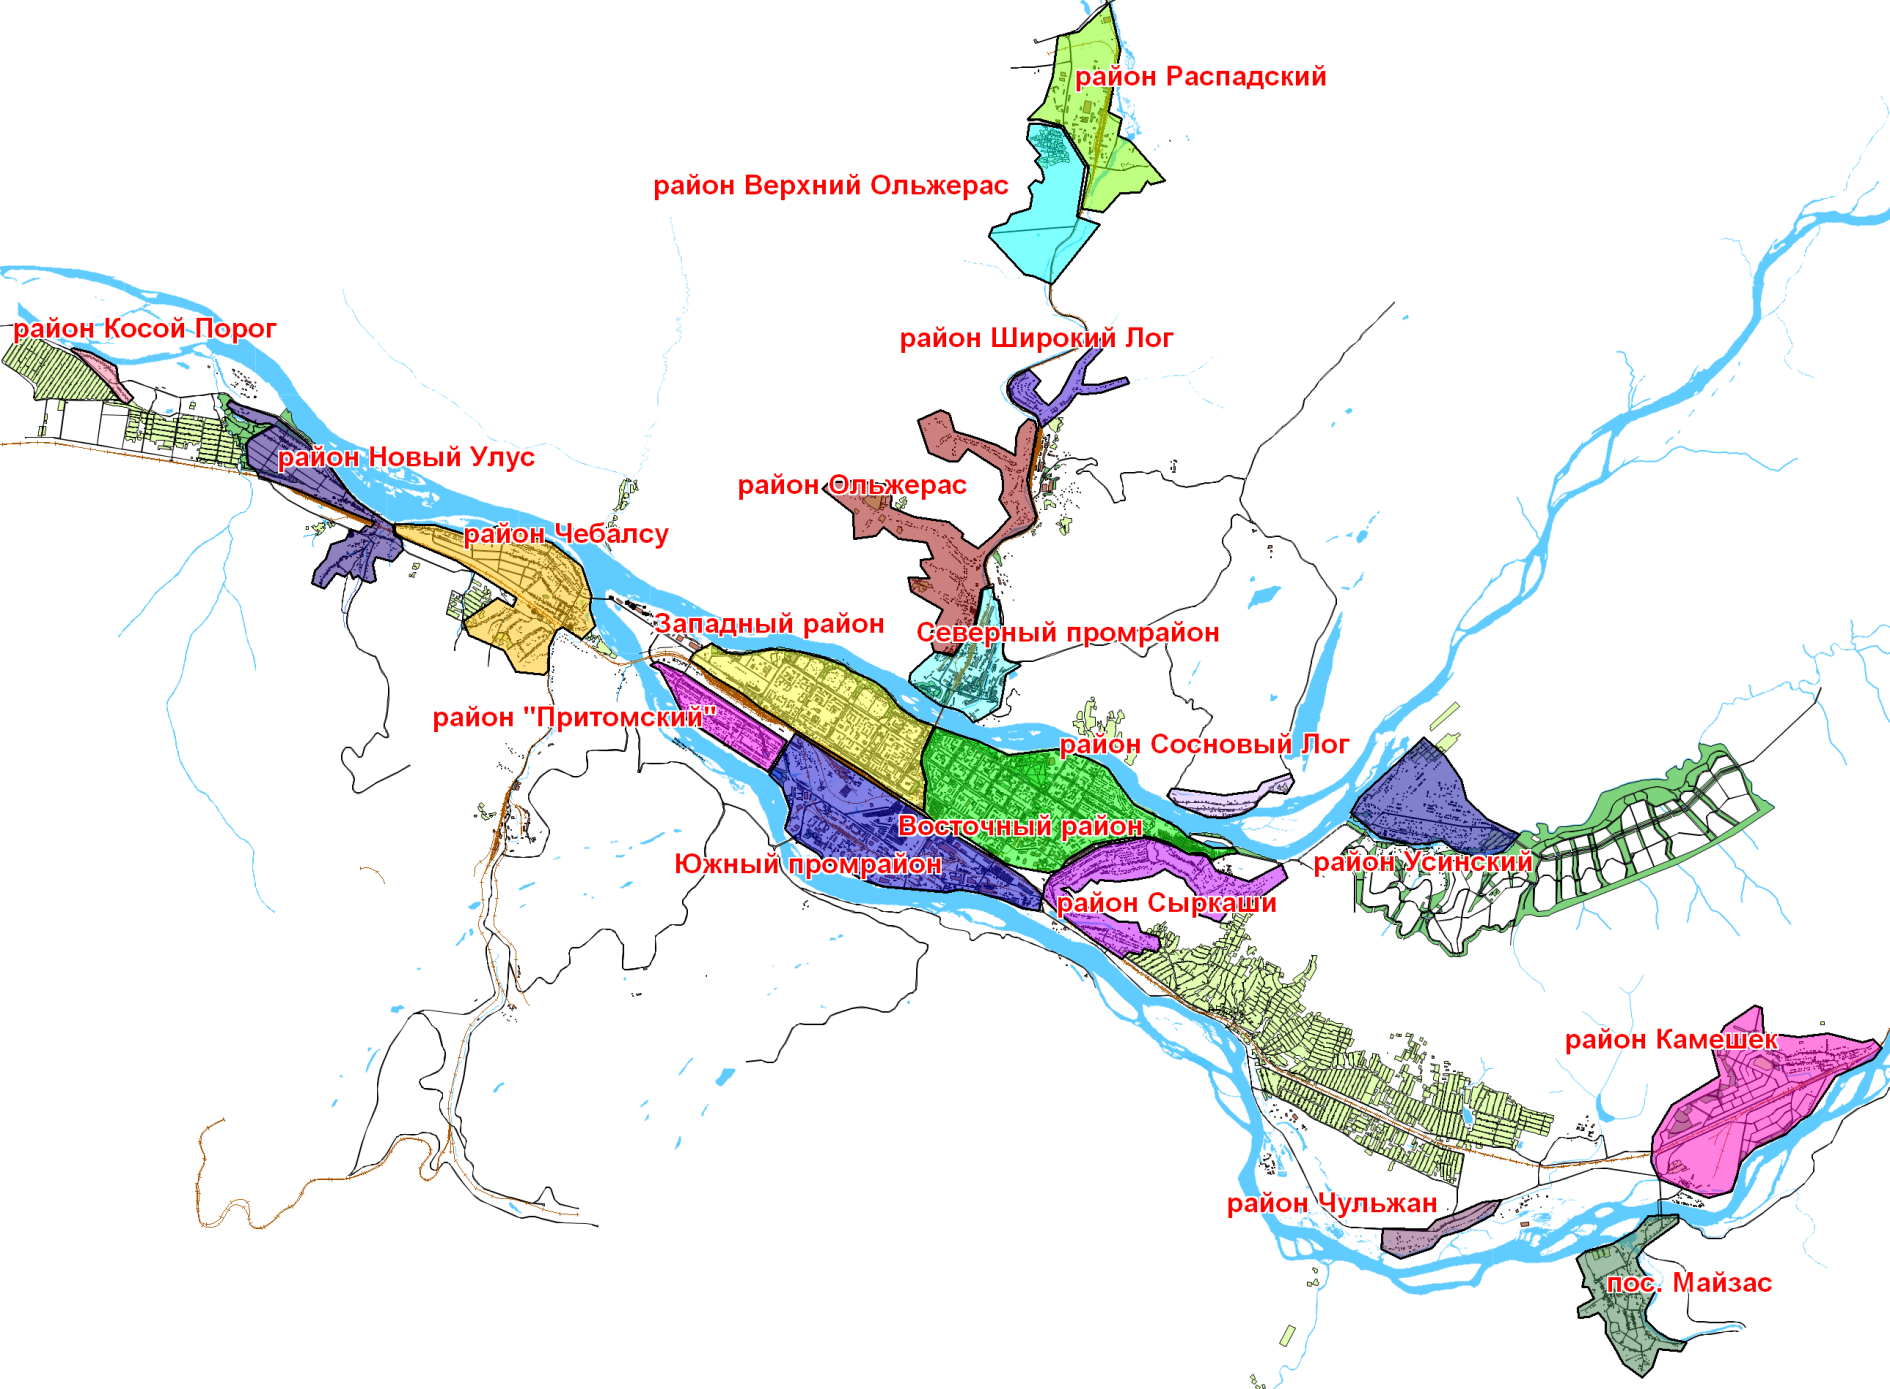 район Распадский
район Верхний Ольжерас
район Косой Порог
район Широкий Лог
район Новый Улус
район Ольжерас
район Чебалсу
Западный район
Северный промрайон
район "Притомский"
район Сосновый Лог
Восточный район
Южный промрайон
район Усинский
район Сыркаши
район Камешек
район Чульжан
пос. Майзас